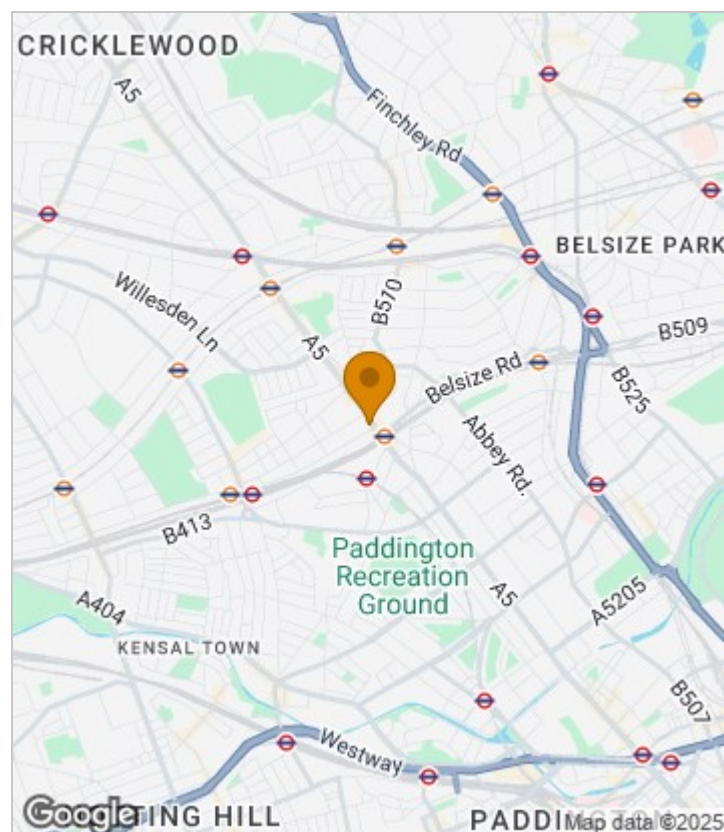 CRICKLEWOOD
A5
Finchley Rd
BELSIZE PARK
Willesden Ln
B570
A5
B509
Belsize Rd
B525
Abbey Rd.
B413
Paddington
Recreation
Ground
A5
A404
A5205
KENSAL TOWN
B507
Westway
Google
TING HILL
PADDI
Map data ©2025